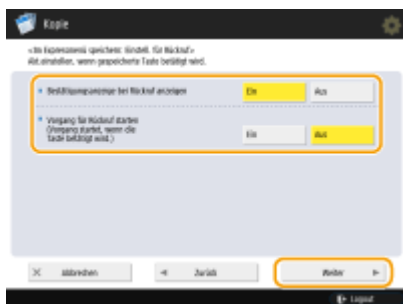 Kopie
<Im Expressmenü speichern: Einstell. für Rückruf>
Akt.einstellen, wenn gespeicherte Taste betätigt wird.
Bestätigungsanzeige bei Rückruf anzeigen
Ein
Aus
Vorgang für Rückruf starten
(Vorgang startet, wenn die
Taste betätigt wird.)
Ein
Aus
Abbrechen
Zurück
Weiter
Logout